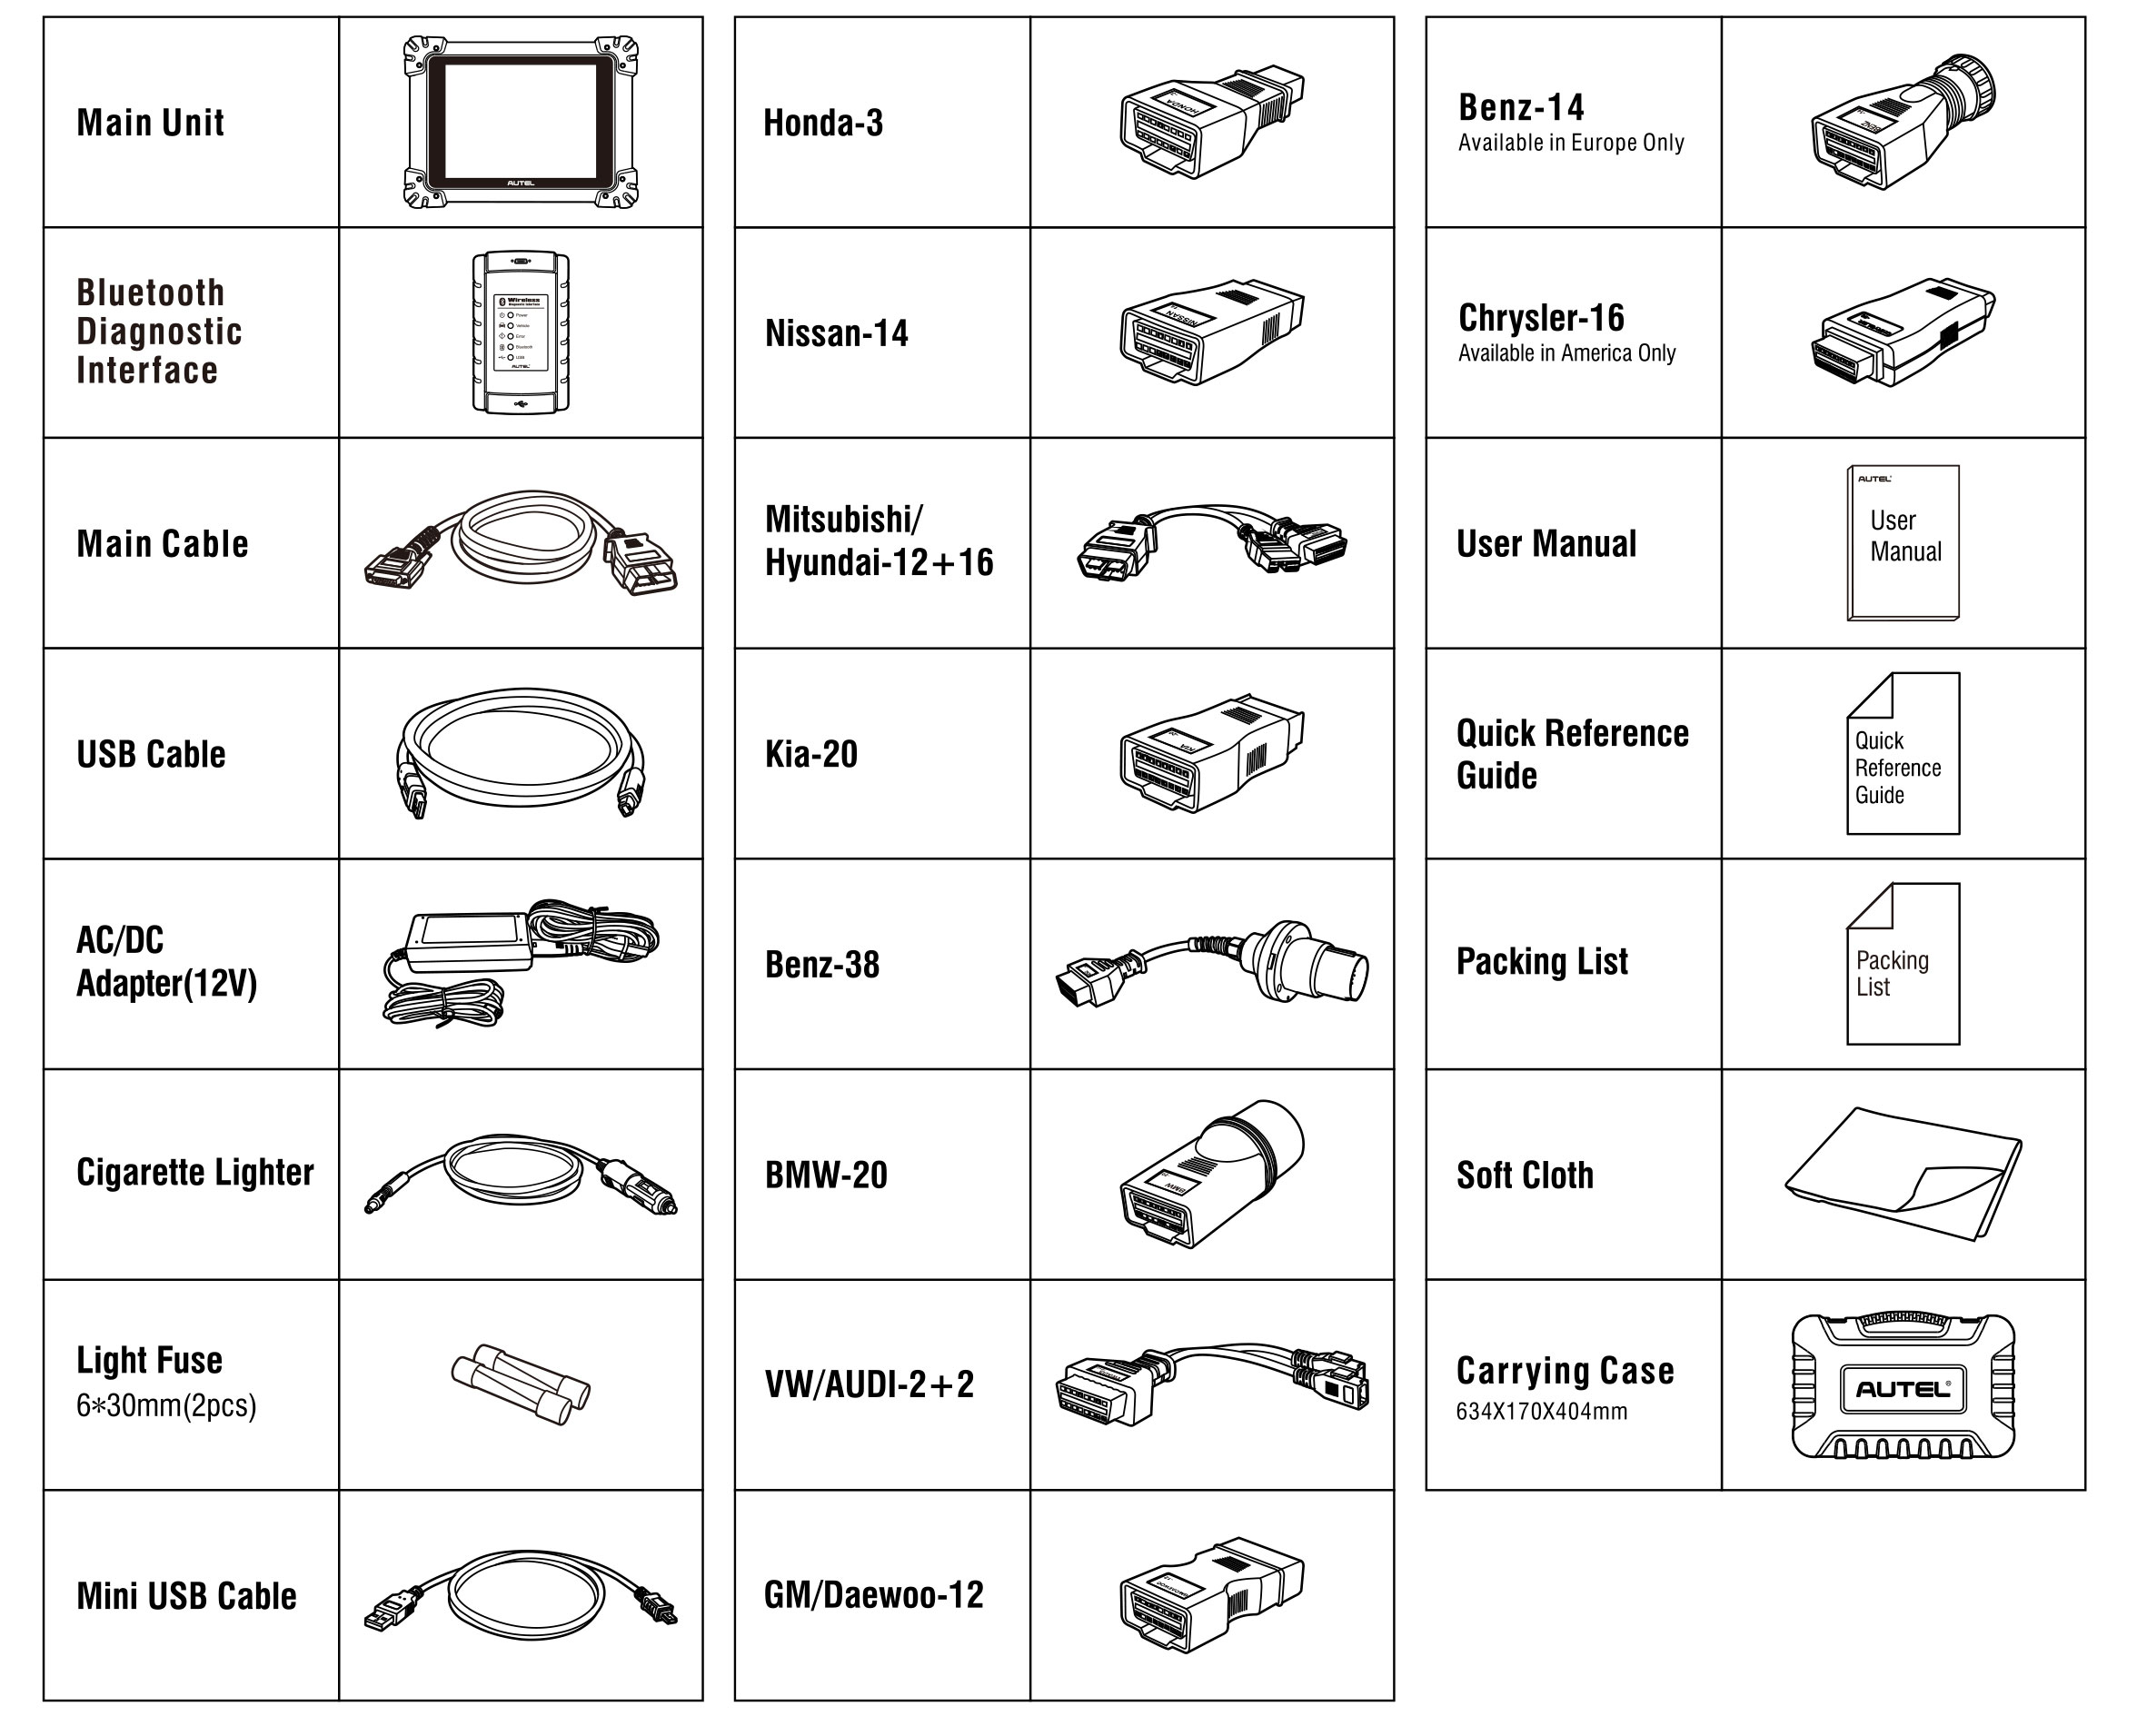 Main Unit
AUTEL
Bluetooth
Diagnostic
Interface
Wireless
Diagnostic Interface
Power
Vehicle
Error
Bluetooth
USB
AUTEL
Main Cable
USB Cable
AC/DC
Adapter(12V)
Cigarette Lighter
Light Fuse
6*30mm(2pcs)
Mini USB Cable
Honda-3
HONDA
Nissan-14
NISSAN
Mitsubishi/
Hyundai-12+16
Kia-20
KIA
Benz-38
BMW-20
BMW
VW/AUDI-2+2
GM/Daewoo-12
Benz-14
Available in Europe Only
BENZ
Chrysler-16
Available in America Only
User Manual
AUTEL
User
Manual
Quick Reference
Guide
Quick
Reference
Guide
Packing List
Packing
List
Soft Cloth
Carrying Case
634X170X404mm
AUTEL®